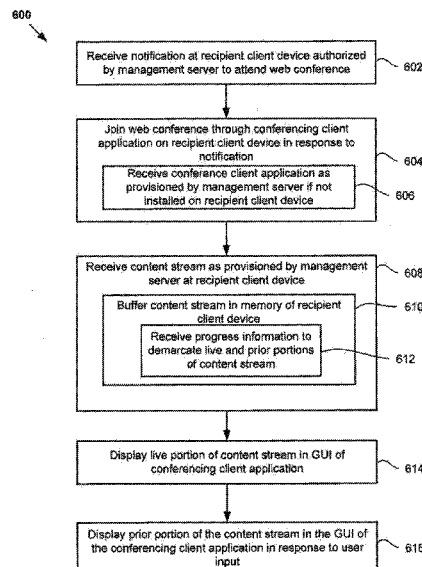 600
Receive notification at recipient client device authorized
by management server to attend web conference
602
Join web conference through conferencing client
application on recipient client device in response to
notification
604
Receive conference client application as
provisioned by management server if not
installed on recipient client device
606
Receive content stream as provisioned by management
server at recipient client device
608
Buffer content stream in memory of recipient
client device
610
Receive progress information to
demarcate live and prior portions
of content stream
612
Display live portion of content stream in GUI of
conferencing client application
614
Display prior portion of the content stream in the GUI of
the conferencing client application in response to user
input
616